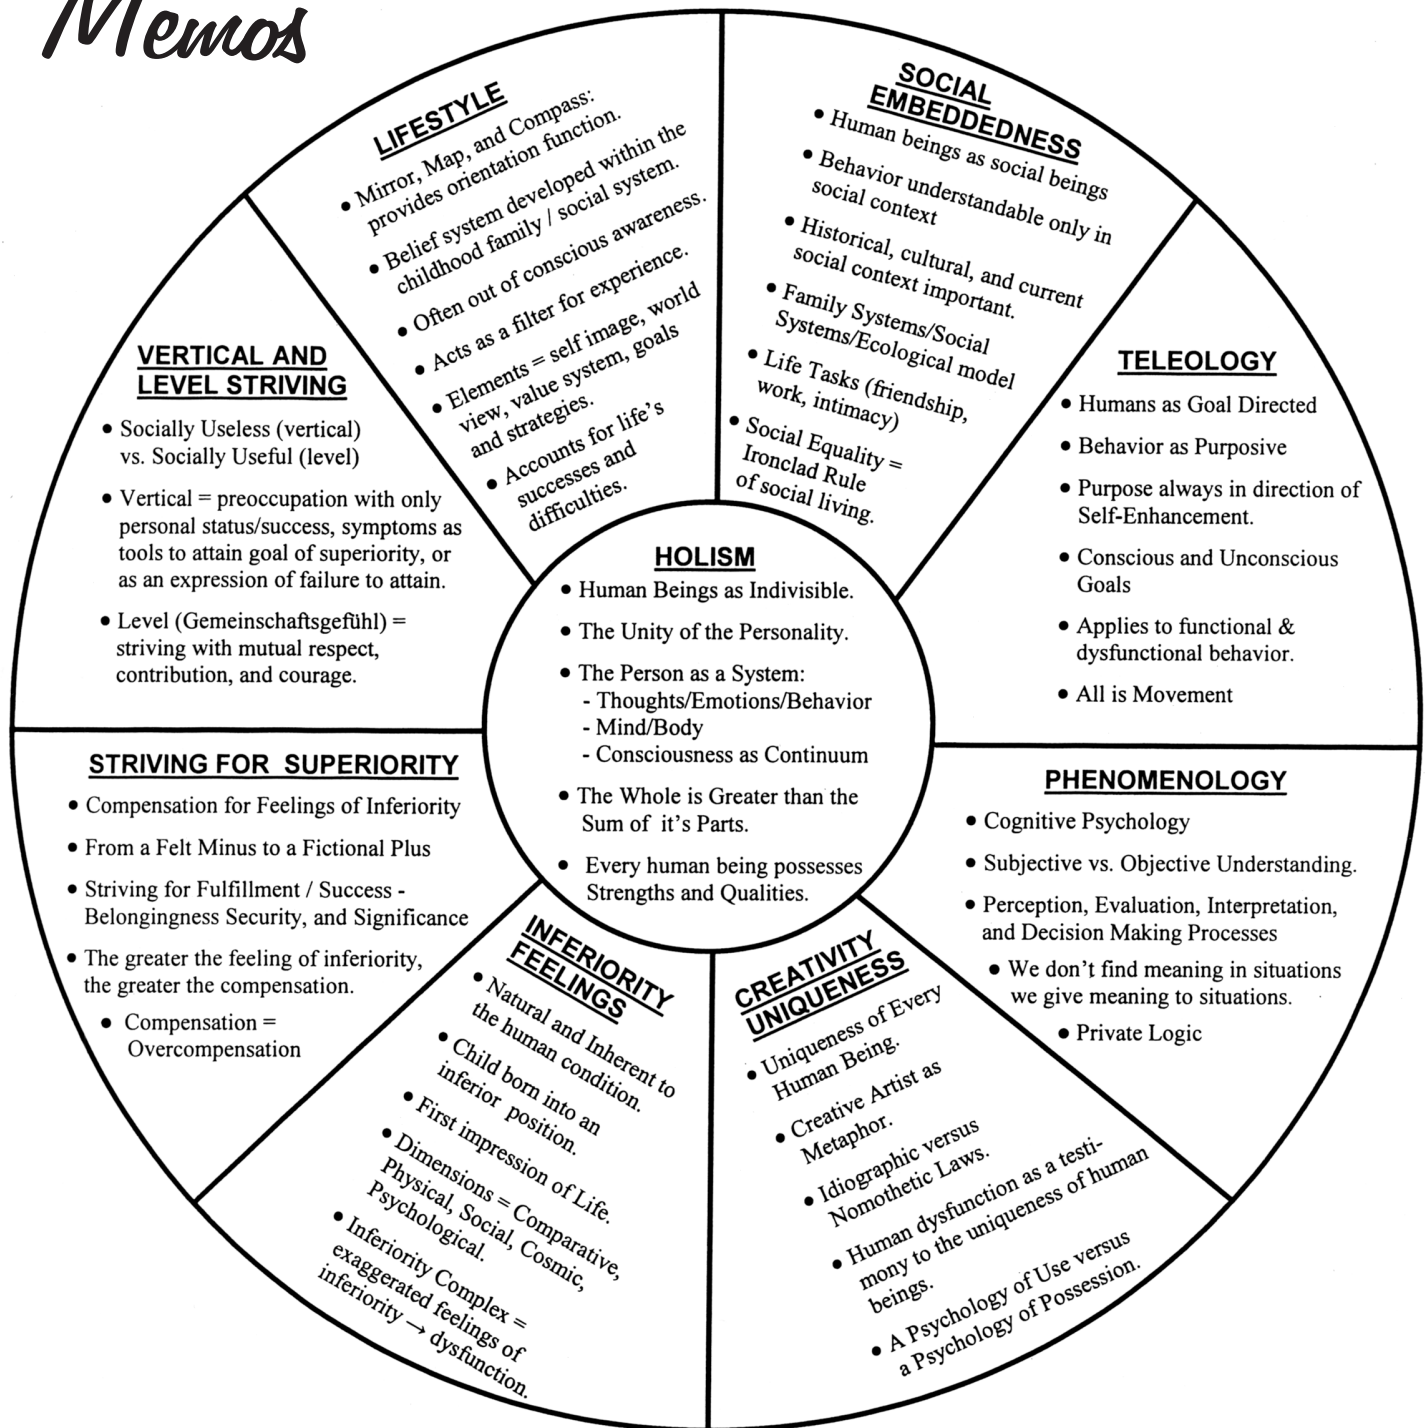 Memos
LIFESTYLE
• Mirror, Map, and Compass:
provides orientation function.
• Belief system developed within the
childhood family / social system.
• Often out of conscious awareness.
• Acts as a filter for experience.
• Elements = self image, world
view, value system, goals
and strategies.
• Accounts for life's
successes and
difficulties.
SOCIAL
EMBEDDEDNESS
• Human beings as social beings
• Behavior understandable only in
social context
• Historical, cultural, and current
social context important.
• Family Systems/Social
Systems/Ecological model
• Life Tasks (friendship,
work, intimacy)
• Social Equality =
Ironclad Rule
of social living.
TELEOLOGY
• Humans as Goal Directed
• Behavior as Purposive
• Purpose always in direction of
Self-Enhancement.
• Conscious and Unconscious
Goals
• Applies to functional &
dysfunctional behavior.
• All is Movement
PHENOMENOLOGY
• Cognitive Psychology
• Subjective vs. Objective Understanding.
• Perception, Evaluation, Interpretation,
and Decision Making Processes
• We don't find meaning in situations
we give meaning to situations.
• Private Logic
CREATIVITY
UNIQUENESS
• Uniqueness of Every
Human Being.
• Creative Artist as
Metaphor.
• Idiographic versus
Nomothetic Laws.
• Human dysfunction as a testi-
mony to the uniqueness of human
beings.
• A Psychology of Use versus
a Psychology of Possession.
INFERIORITY
FEELINGS
• Natural and Inherent to
the human condition.
• Child born into an
inferior position.
• First impression of Life.
• Dimensions = Comparative,
Physical, Social, Cosmic,
Psychological.
• Inferiority Complex =
exaggerated feelings of
inferiority → dysfunction.
STRIVING FOR SUPERIORITY
• Compensation for Feelings of Inferiority
• From a Felt Minus to a Fictional Plus
• Striving for Fulfillment / Success -
Belongingness Security, and Significance
• The greater the feeling of inferiority,
the greater the compensation.
• Compensation =
Overcompensation
VERTICAL AND
LEVEL STRIVING
• Socially Useless (vertical)
vs. Socially Useful (level)
• Vertical = preoccupation with only
personal status/success, symptoms as
tools to attain goal of superiority, or
as an expression of failure to attain.
• Level (Gemeinschaftsgefühl) =
striving with mutual respect,
contribution, and courage.
HOLISM
• Human Beings as Indivisible.
• The Unity of the Personality.
• The Person as a System:
- Thoughts/Emotions/Behavior
- Mind/Body
- Consciousness as Continuum
• The Whole is Greater than the
Sum of it's Parts.
• Every human being possesses
Strengths and Qualities.